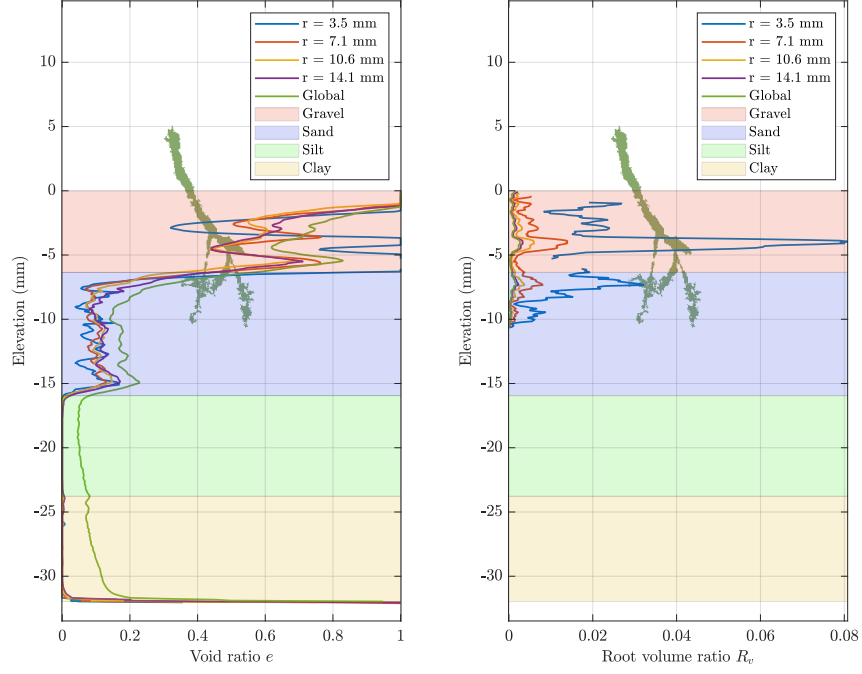 r = 3.5 mm
r = 7.1 mm
r = 10.6 mm
r = 14.1 mm
Global
Gravel
Sand
Silt
Clay
10
5
0
-5
-10
-15
-20
-25
-30
Elevation (mm)
0
0.2
0.4
0.6
0.8
1
Void ratio e
r = 3.5 mm
r = 7.1 mm
r = 10.6 mm
r = 14.1 mm
Global
Gravel
Sand
Silt
Clay
10
5
0
-5
-10
-15
-20
-25
-30
Elevation (mm)
0
0.02
0.04
0.06
0.08
Root volume ratio Rv